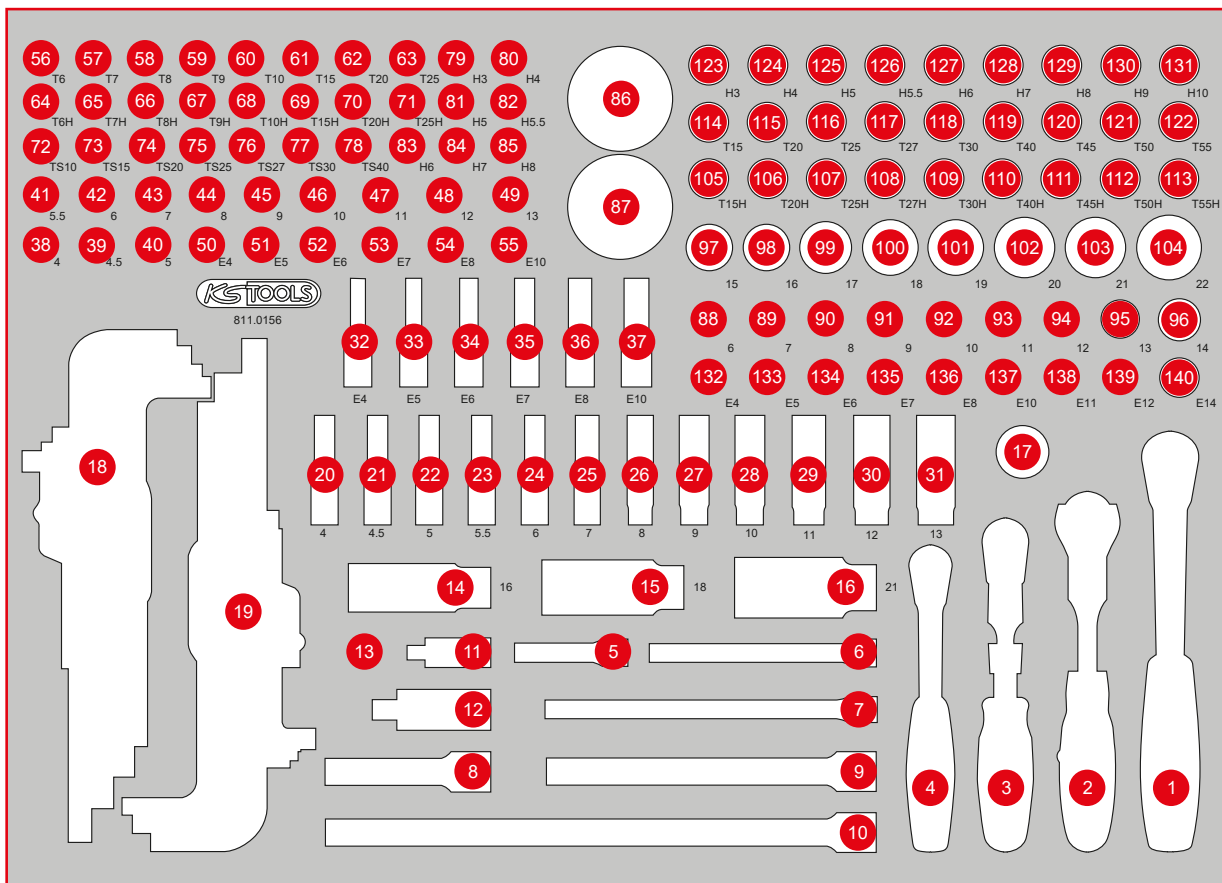 56 57 58 59 60 61 62 63 79 80
T6 T7 T8 T9 T10 T15 T20 T25 H3 H4
64 65 66 67 68 69 70 71 81 82
T6H T7H T8H T9H T10H T15H T20H T25H H5 H5.5
72 73 74 75 76 77 78 83 84 85
TS10 TS15 TS20 TS25 TS27 TS30 TS40 H6 H7 H8
41 42 43 44 45 46 47 48 49
5.5 6 7 8 9 10 11 12 13
38 39 40 50 51 52 53 54 55
4 4.5 5 E4 E5 E6 E7 E8 E10
86
87
123 124 125 126 127 128 129 130 131
H3 H4 H5 H5.5 H6 H7 H8 H9 H10
114 115 116 117 118 119 120 121 122
T15 T20 T25 T27 T30 T40 T45 T50 T55
105 106 107 108 109 110 111 112 113
T15H T20H T25H T27H T30H T40H T45H T50H T55H
97 98 99 100 101 102 103 104
15 16 17 18 19 20 21 22
88 89 90 91 92 93 94 95 96
6 7 8 9 10 11 12 13 14
132 133 134 135 136 137 138 139 140
E4 E5 E6 E7 E8 E10 E11 E12 E14
KS TOOLS
811.0156
32 33 34 35 36 37
E4 E5 E6 E7 E8 E10
18
17
20 21 22 23 24 25 26 27 28 29 30 31
4 4.5 5 5.5 6 7 8 9 10 11 12 13
19
14 16 15 18 16 21
13 11 5 6
12 7
8 9
10
4 3 2 1